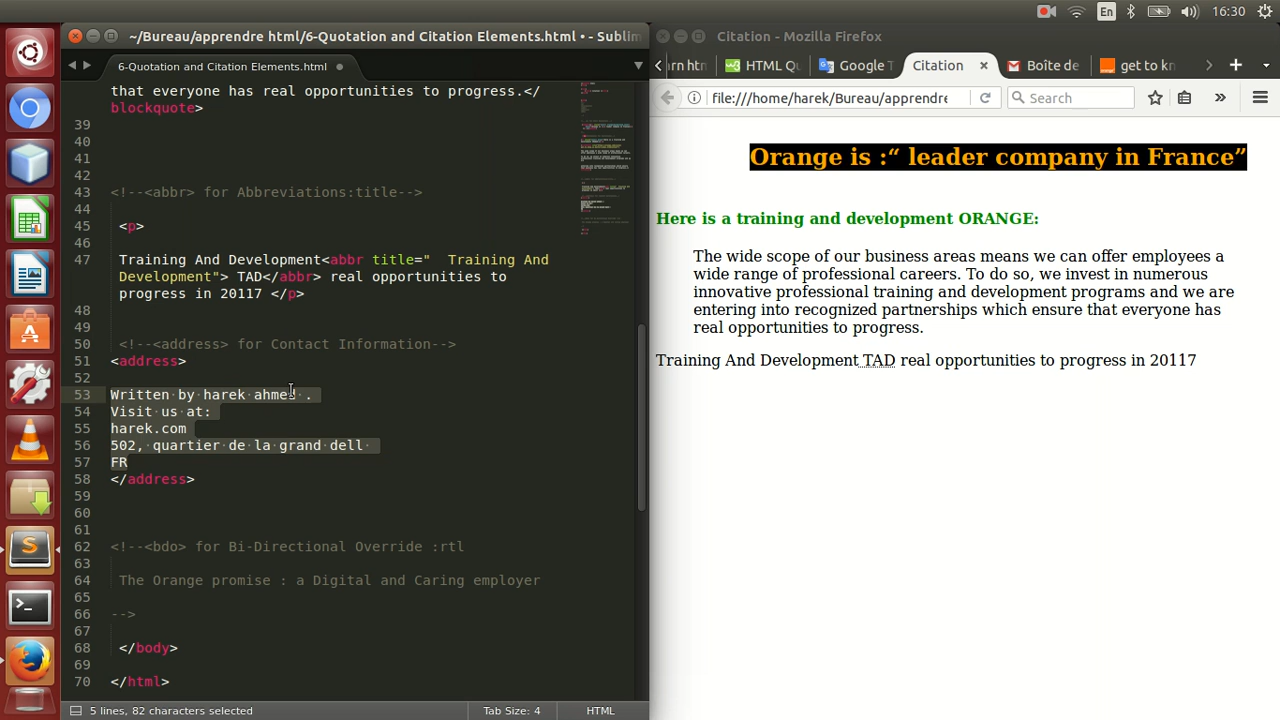 En
16:30
~/Bureau/apprendre html/6-Quotation and Citation Elements.html • - Sublim
6-Quotation and Citation Elements.html
that everyone has real opportunities to progress.</
blockquote>
39
40
41
42
43 <!--<abbr> for Abbreviations:title-->
44
45 <p>
46
47 Training And Development<abbr title="  Training And
Development"> TAD</abbr> real opportunities to
progress in 20117 </p>
48
49
50 <!--<address> for Contact Information-->
51 <address>
52
53 Written by harek ahmed .
54 Visit us at:
55 harek.com
56 502, quartier de la grand dell
57 FR
58 </address>
59
60
61
62 <!--<bdo> for Bi-Directional Override :rtl
63
64 The Orange promise : a Digital and Caring employer
65
66 -->
67
68 </body>
69
70 </html>
5 lines, 82 characters selected
Tab Size: 4
HTML
Citation - Mozilla Firefox
arn htm
HTML Qu
Google T
Citation
Boîte de
get to kn
file:///home/harek/Bureau/apprendre
Search
Orange is :“ leader company in France”
Here is a training and development ORANGE:
The wide scope of our business areas means we can offer employees a
wide range of professional careers. To do so, we invest in numerous
innovative professional training and development programs and we are
entering into recognized partnerships which ensure that everyone has
real opportunities to progress.
Training And Development TAD real opportunities to progress in 20117